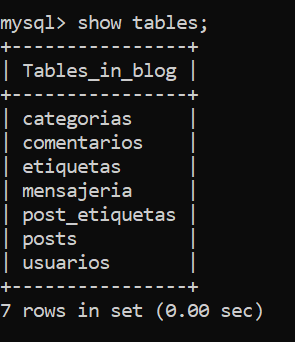 mysql> show tables;
+----------------+
| Tables_in_blog |
+----------------+
| categorias     |
| comentarios    |
| etiquetas      |
| mensajeria     |
| post_etiquetas |
| posts          |
| usuarios       |
+----------------+
7 rows in set (0.00 sec)